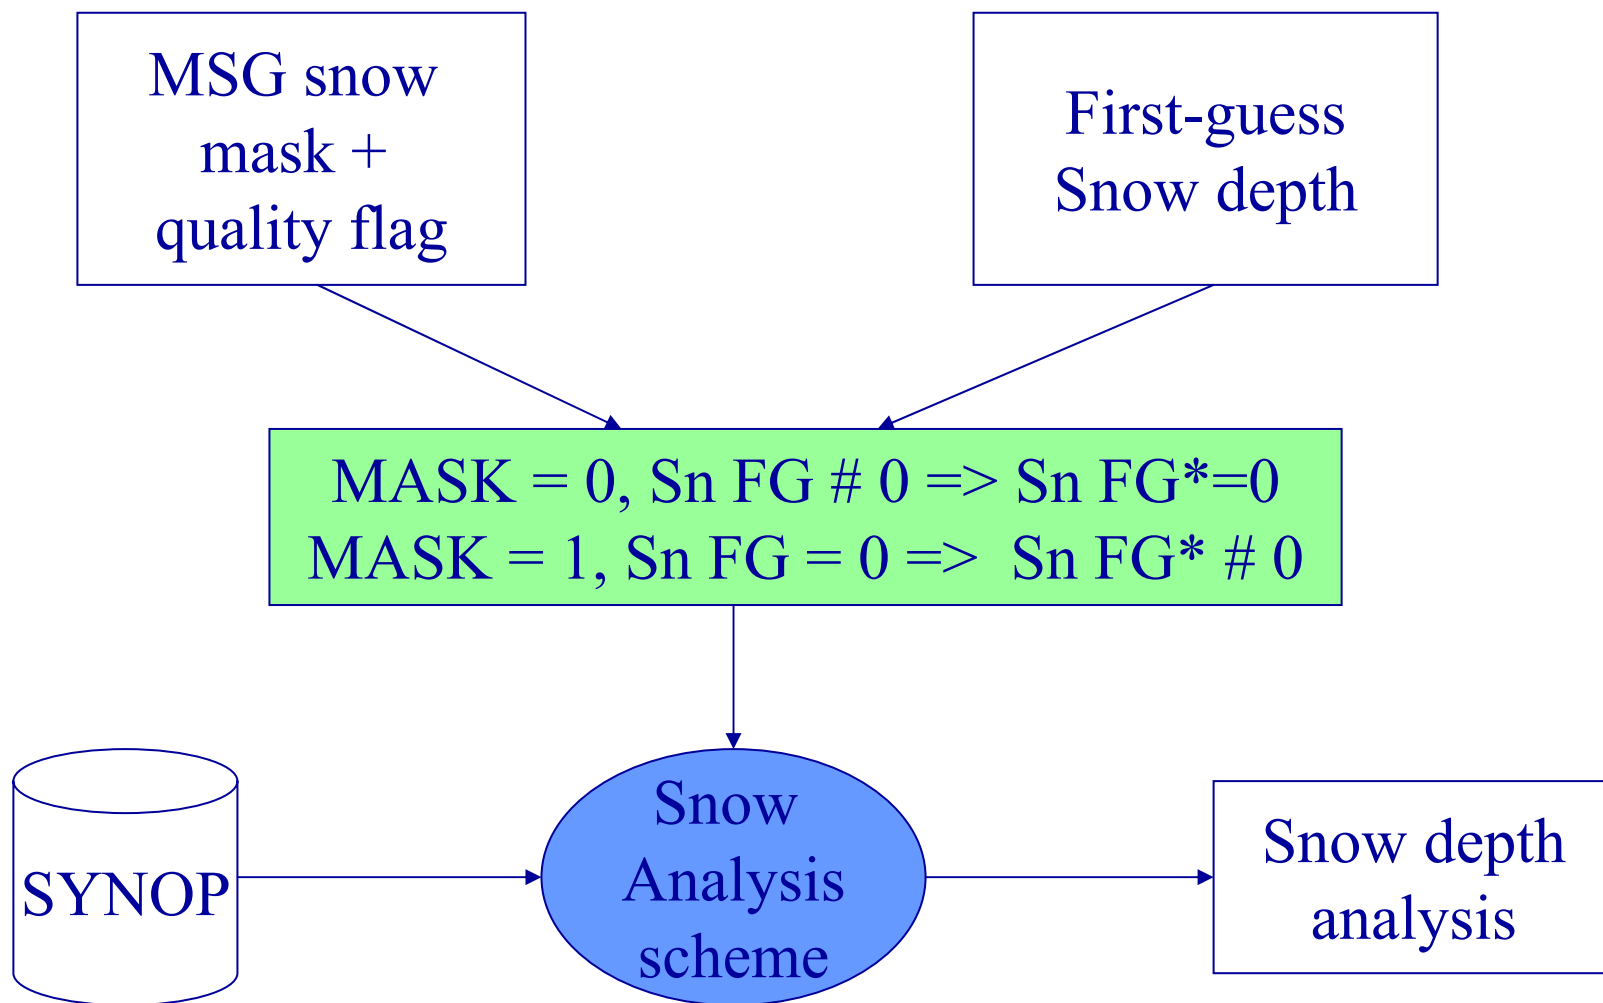 MSG snow
mask +
quality flag
First-guess
Snow depth
MASK = 0, Sn FG # 0 => Sn FG*=0
MASK = 1, Sn FG = 0 => Sn FG* # 0
SYNOP
Snow
Analysis
scheme
Snow depth
analysis